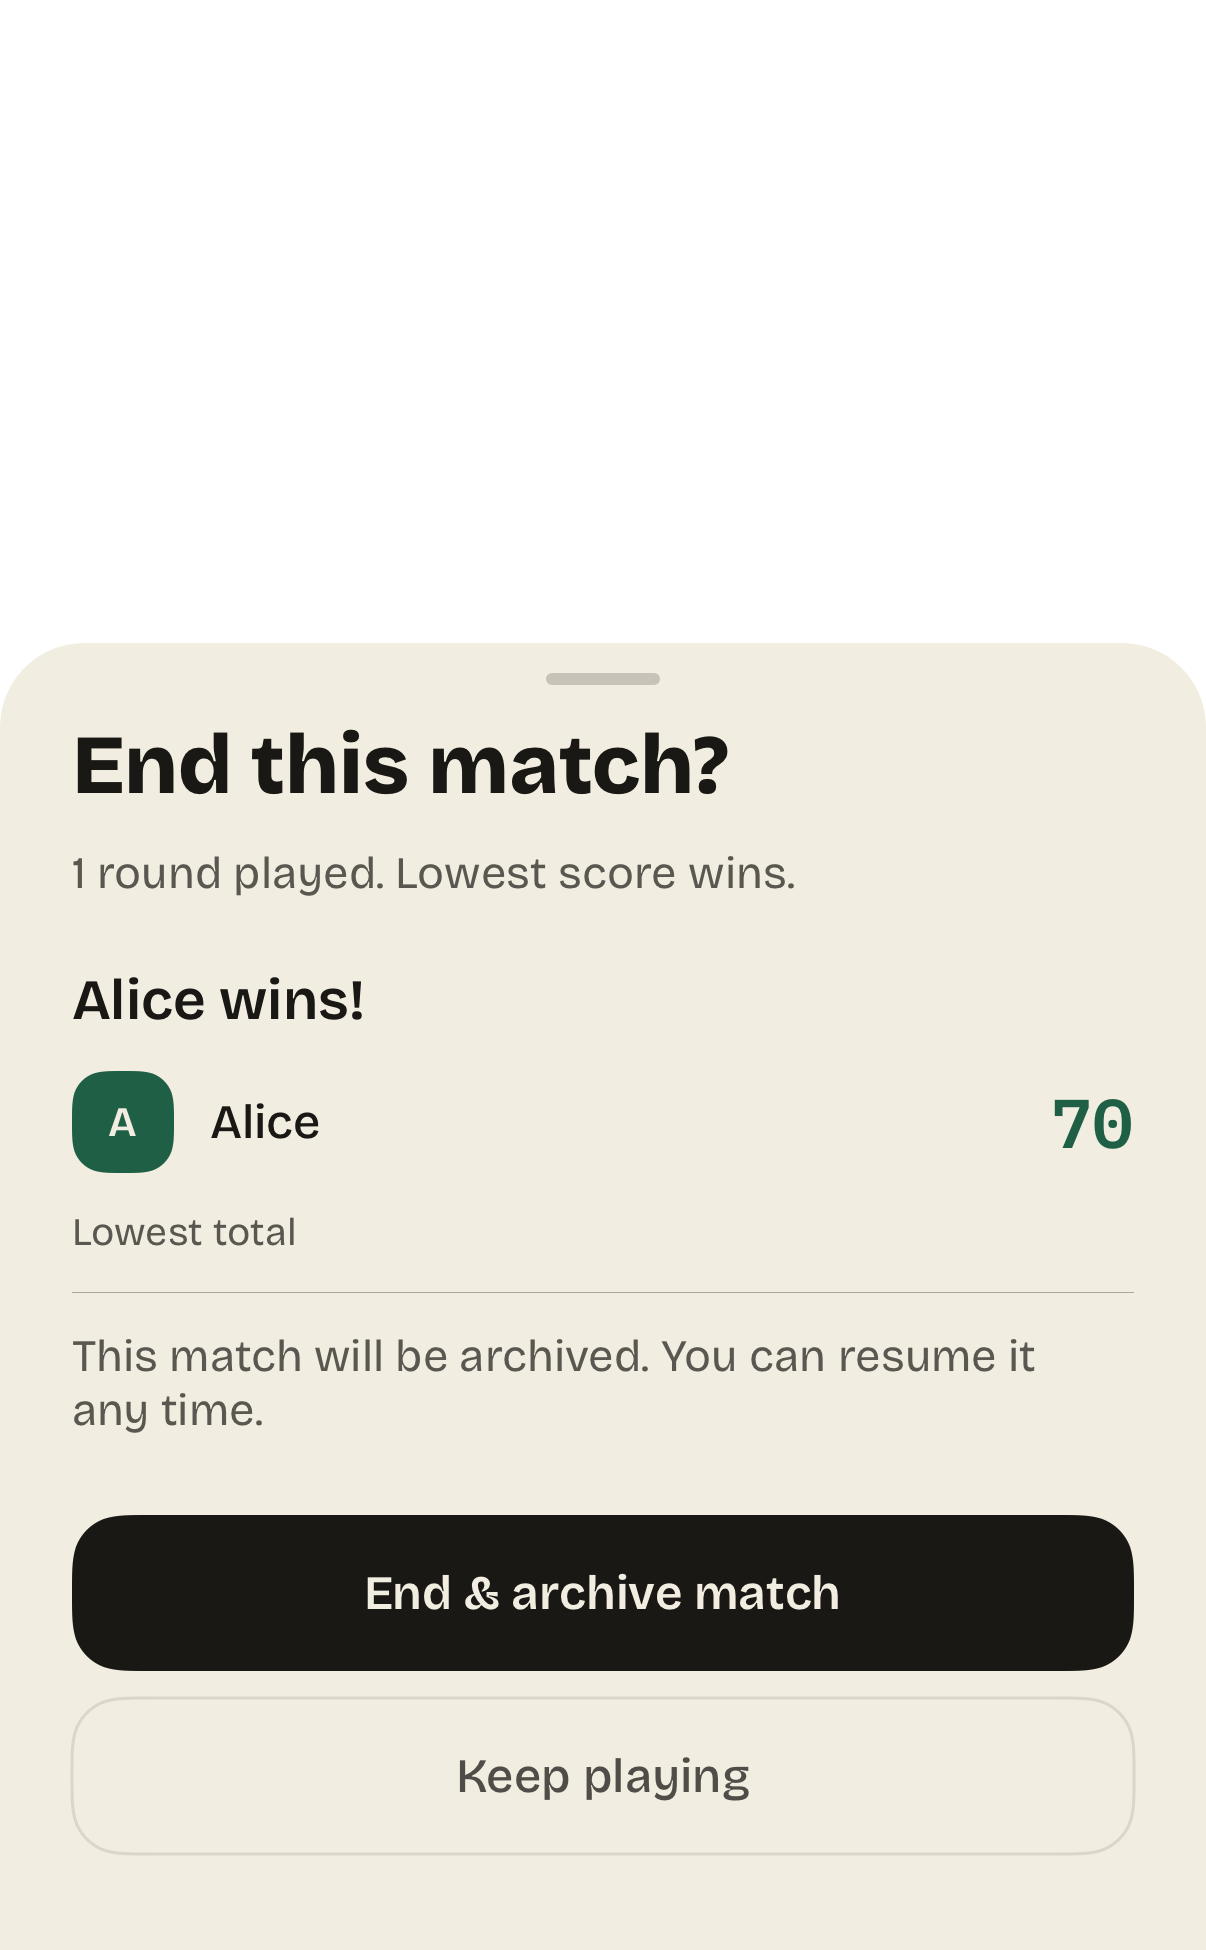 End this match?
1 round played. Lowest score wins.
Alice wins!
A Alice 70
Lowest total
This match will be archived. You can resume it
any time.
End & archive match
Keep playing